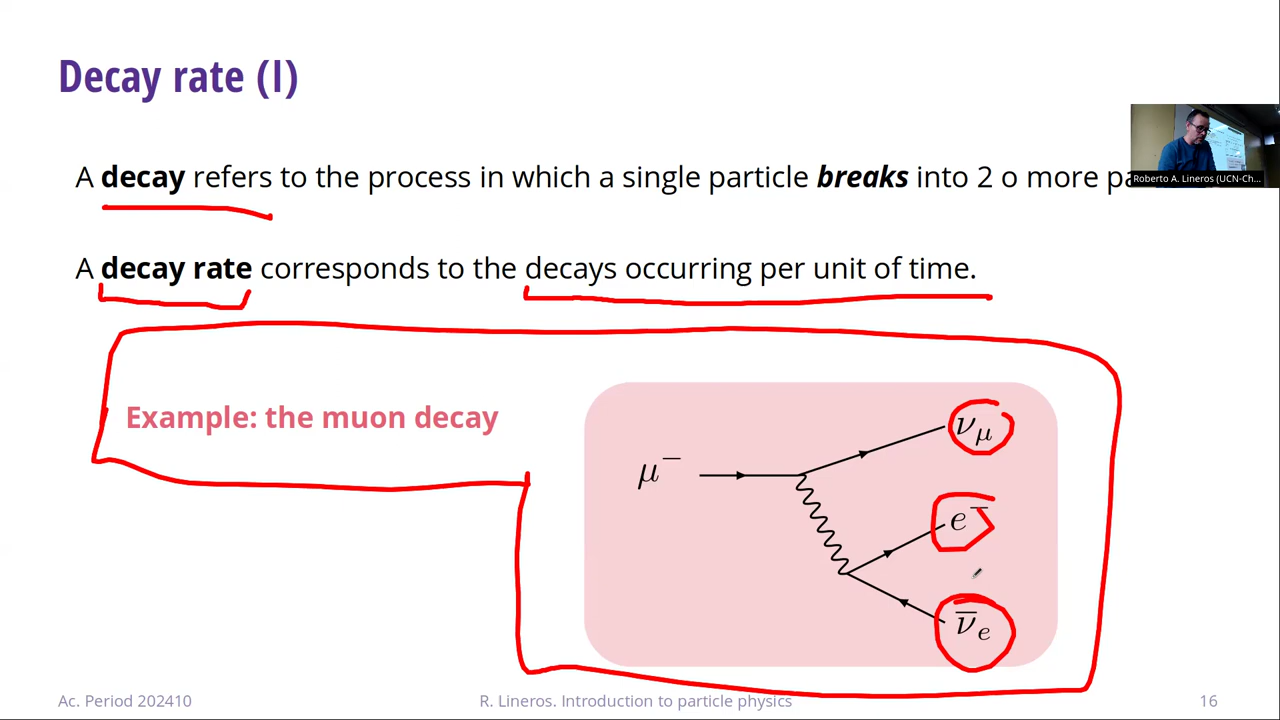 Decay rate (I)
A decay refers to the process in which a single particle breaks into 2 o more
Roberto A. Lineros (UCN-Ch...
A decay rate corresponds to the decays occurring per unit of time.
Example: the muon decay
μ⁻
ν_μ
e⁻
ν̅_e
Ac. Period 202410
R. Lineros. Introduction to particle physics
16